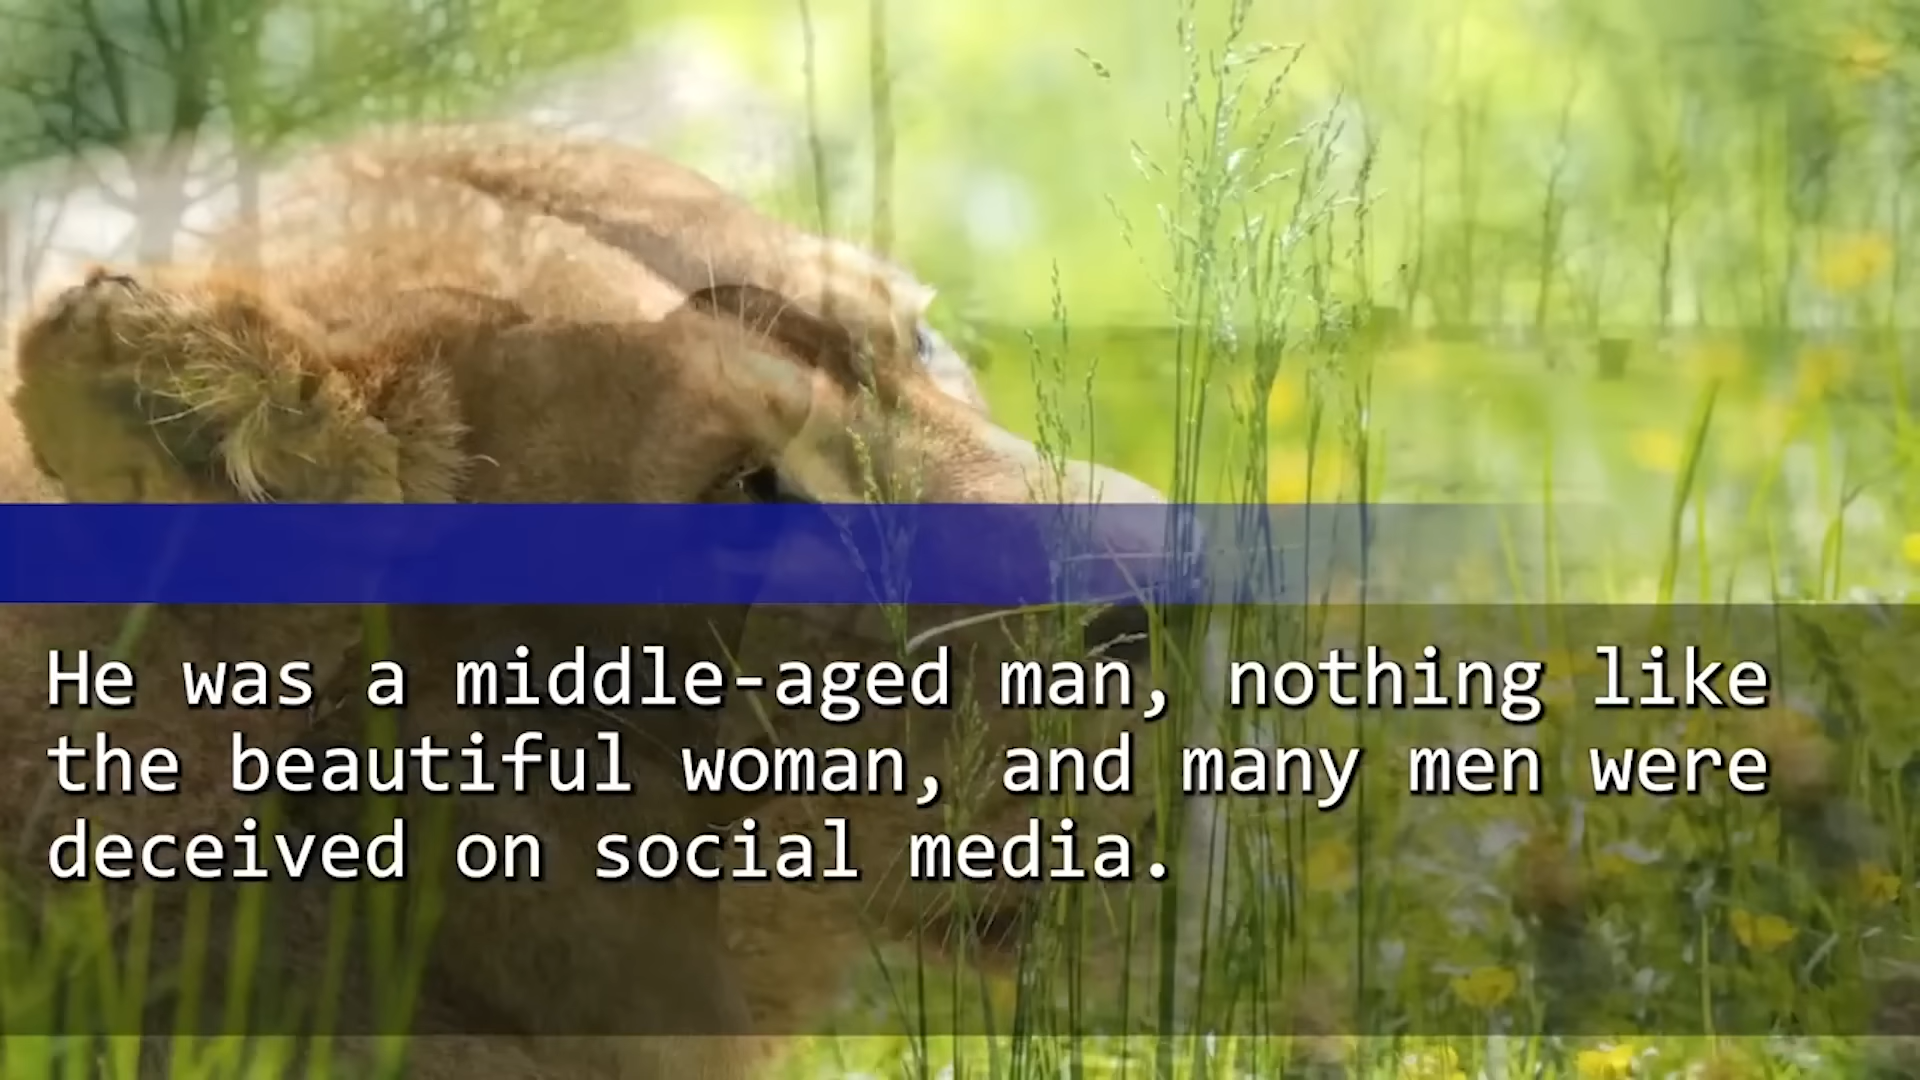 He was a middle-aged man, nothing like
the beautiful woman, and many men were
deceived on social media.